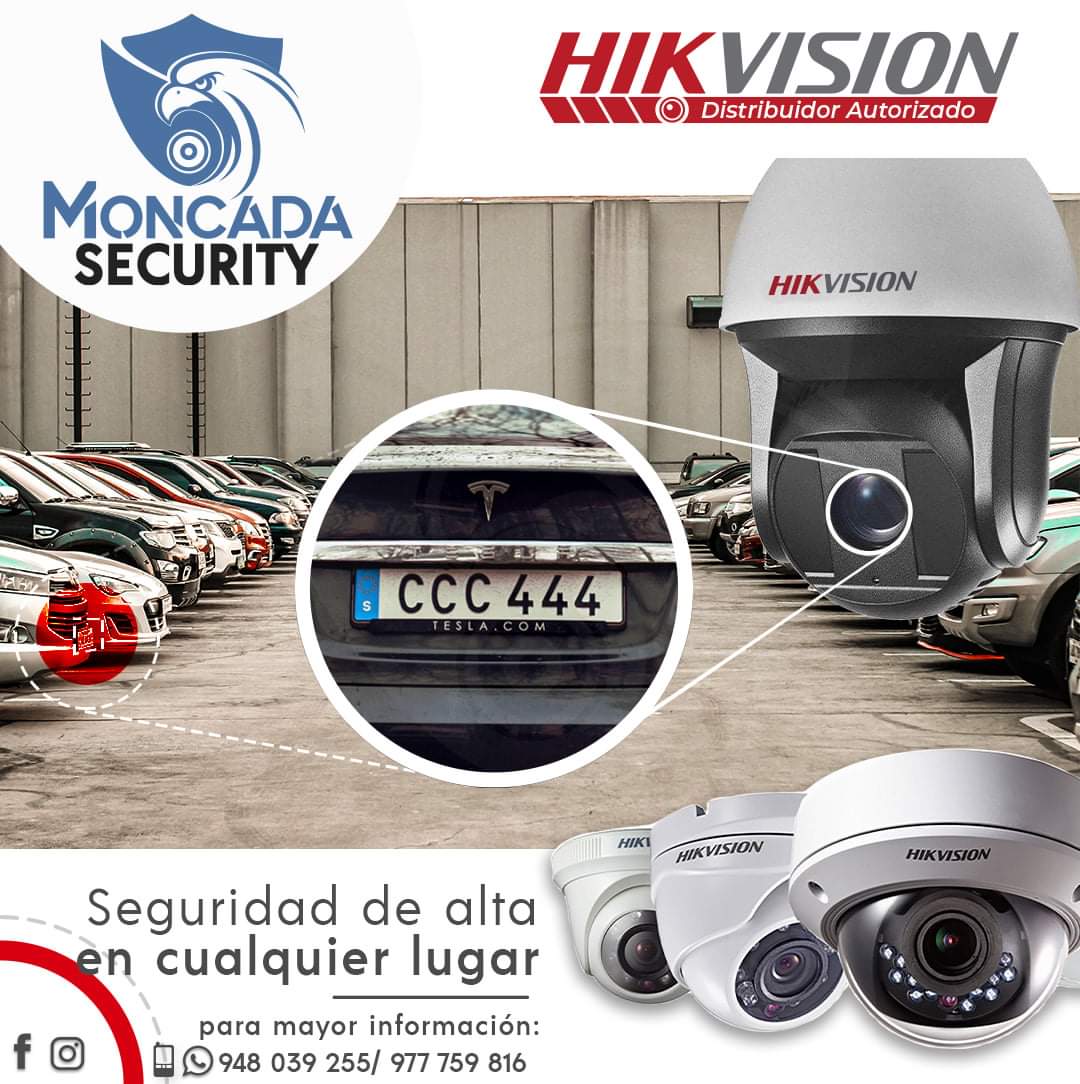 MONCADA
SECURITY
HIKVISION
Distribuidor Autorizado
HIKVISION
S CCC 444
TESLA.COM
HIKV
HIKVISION
HIKVISION
Seguridad de alta
en cualquier lugar
para mayor información:
948 039 255/ 977 759 816